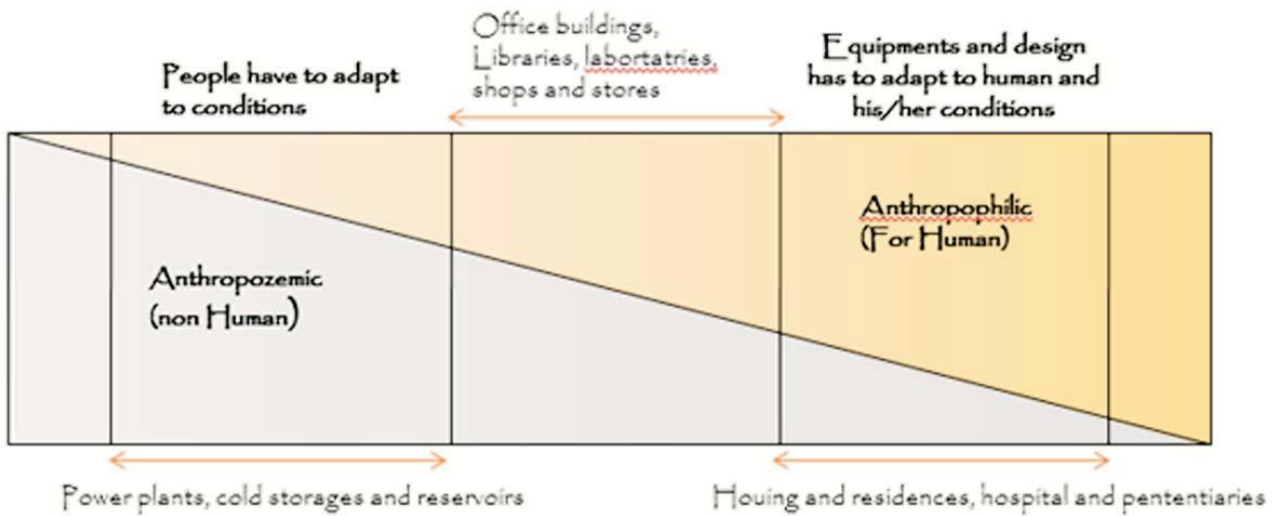 People have to adapt
to conditions
Office buildings,
Libraries, labortatries,
shops and stores
Equipments and design
has to adapt to human and
his/her conditions
Anthropozemic
(non Human)
Anthropophilic
(For Human)
Power plants, cold storages and reservoirs
Houing and residences, hospital and pententiaries